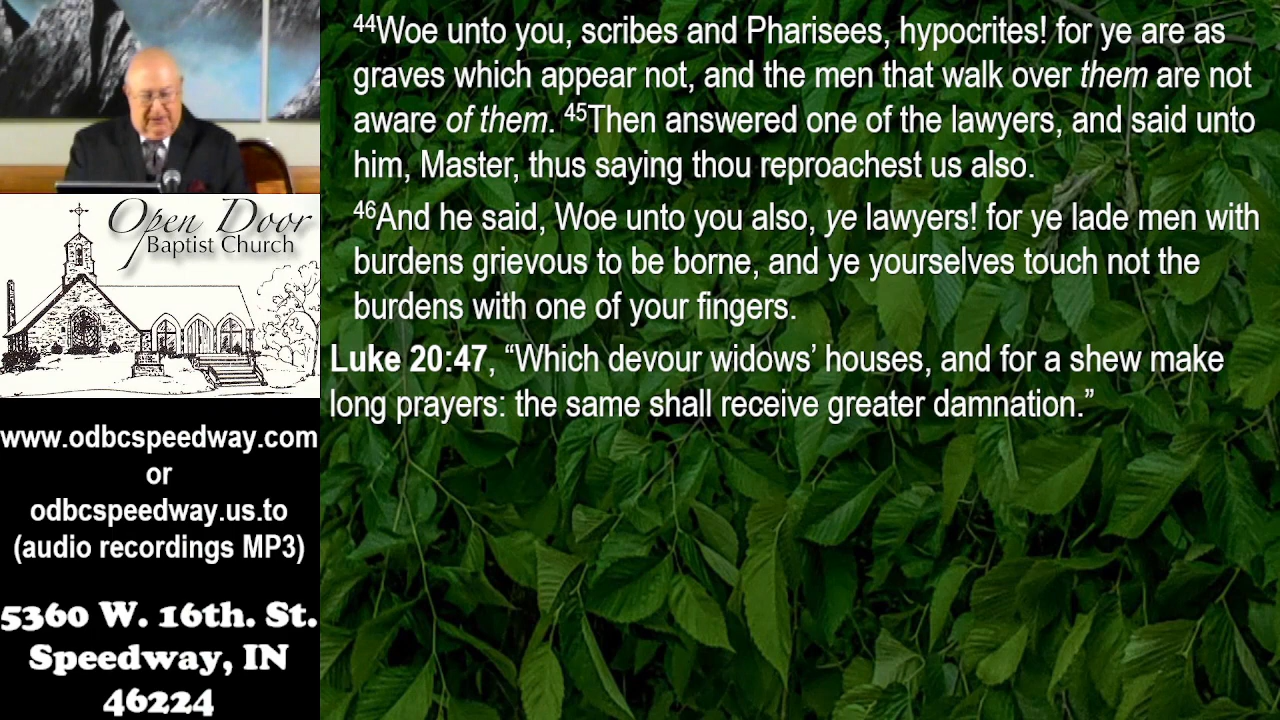 44Woe unto you, scribes and Pharisees, hypocrites! for ye are as
graves which appear not, and the men that walk over them are not
aware of them. 45Then answered one of the lawyers, and said unto
him, Master, thus saying thou reproachest us also.
46And he said, Woe unto you also, ye lawyers! for ye lade men with
burdens grievous to be borne, and ye yourselves touch not the
burdens with one of your fingers.
Luke 20:47, “Which devour widows’ houses, and for a shew make
long prayers: the same shall receive greater damnation.”
Open Door
Baptist Church
www.odbcspeedway.com
or
odbcspeedway.us.to
(audio recordings MP3)
5360 W. 16th. St.
Speedway, IN
46224